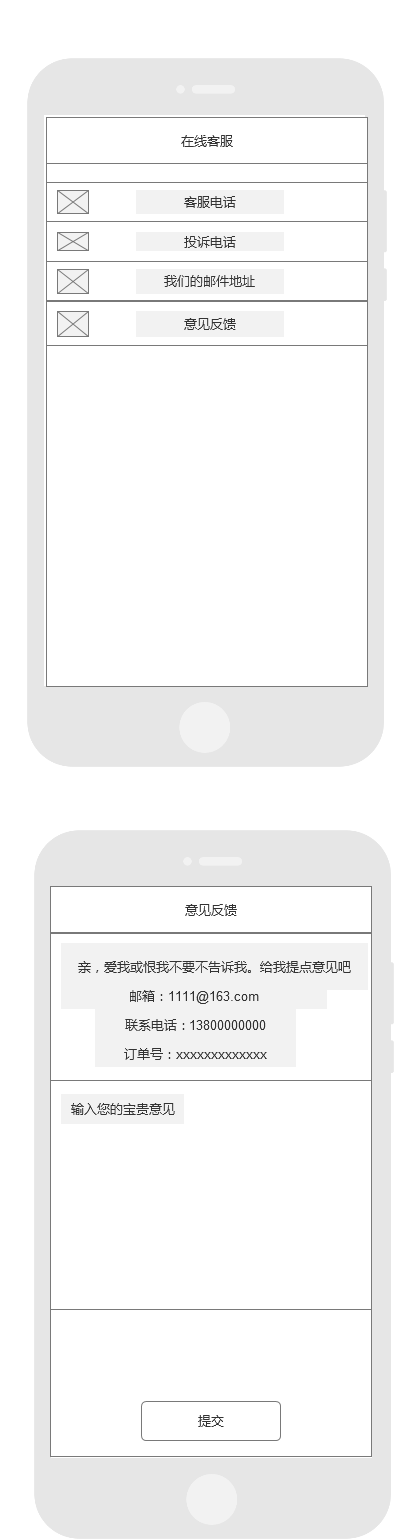 在线客服
客服电话
投诉电话
我们的邮件地址
意见反馈
意见反馈
亲，爱我或恨我不要不告诉我。给我提点意见吧
邮箱：1111@163.com
联系电话：13800000000
订单号：xxxxxxxxxxxxx
输入您的宝贵意见
提交